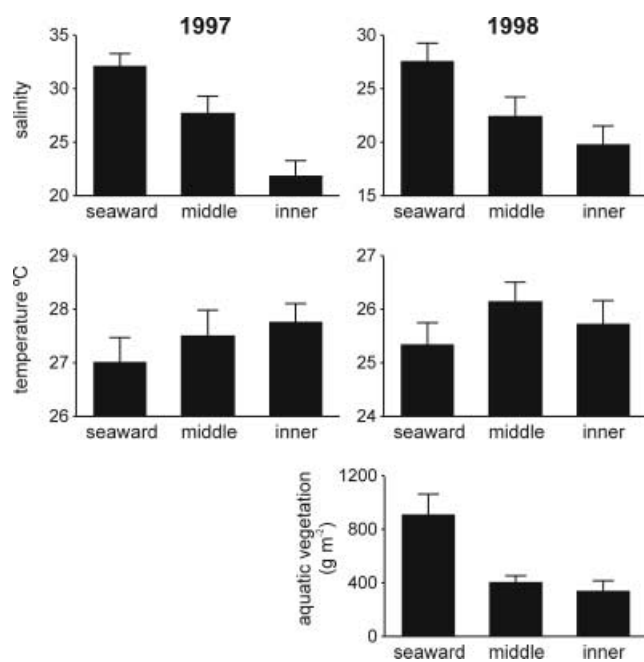 1997
1998
salinity
35
30
25
20
seaward middle inner
30
25
20
15
seaward middle inner
temperature ºC
29
28
27
26
seaward middle inner
27
26
25
24
seaward middle inner
aquatic vegetation
(g m⁻²)
1200
800
400
0
seaward middle inner